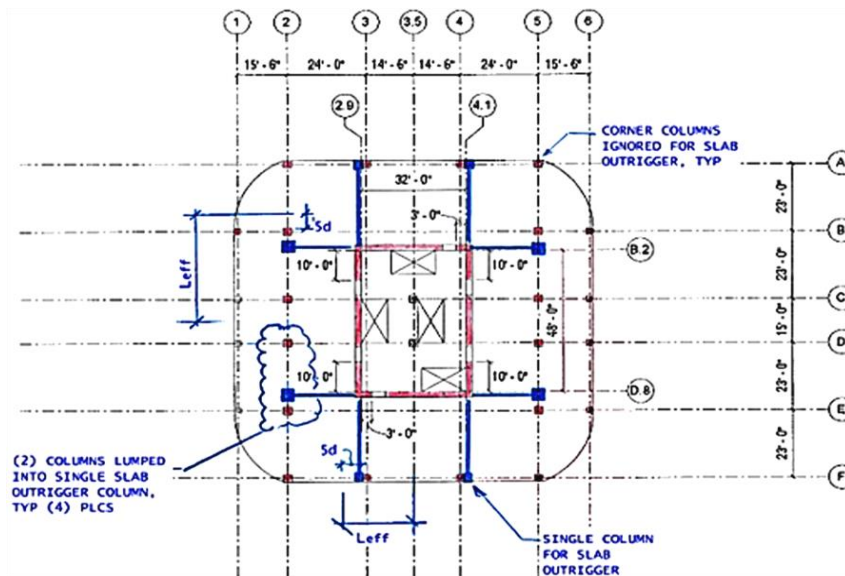 1 2 3 3.5 4 5 6
15'-6" 24'-0" 14'-6" 14'-6" 24'-0" 15'-6"
2.9 4.1
CORNER COLUMNS
IGNORED FOR SLAB
OUTRIGGER, TYP
A
32'-0"
23'-0"
5d
3'-0"
B
B.2
Leff
10'-0" 10'-0"
23'-0"
C
48'-0"
15'-0"
D
10'-0" 10'-0"
23'-0"
D.8
E
3'-0"
5d
23'-0"
(2) COLUMNS LUMPED
INTO SINGLE SLAB
OUTRIGGER COLUMN,
TYP (4) PLCS
F
Leff
SINGLE COLUMN
FOR SLAB
OUTRIGGER